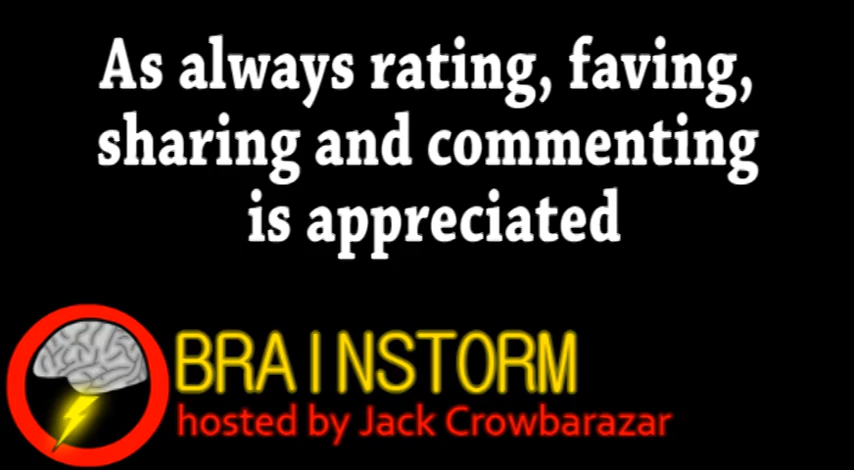 As always rating, faving,
sharing and commenting
is appreciated
BRAINSTORM
hosted by Jack Crowbarazar